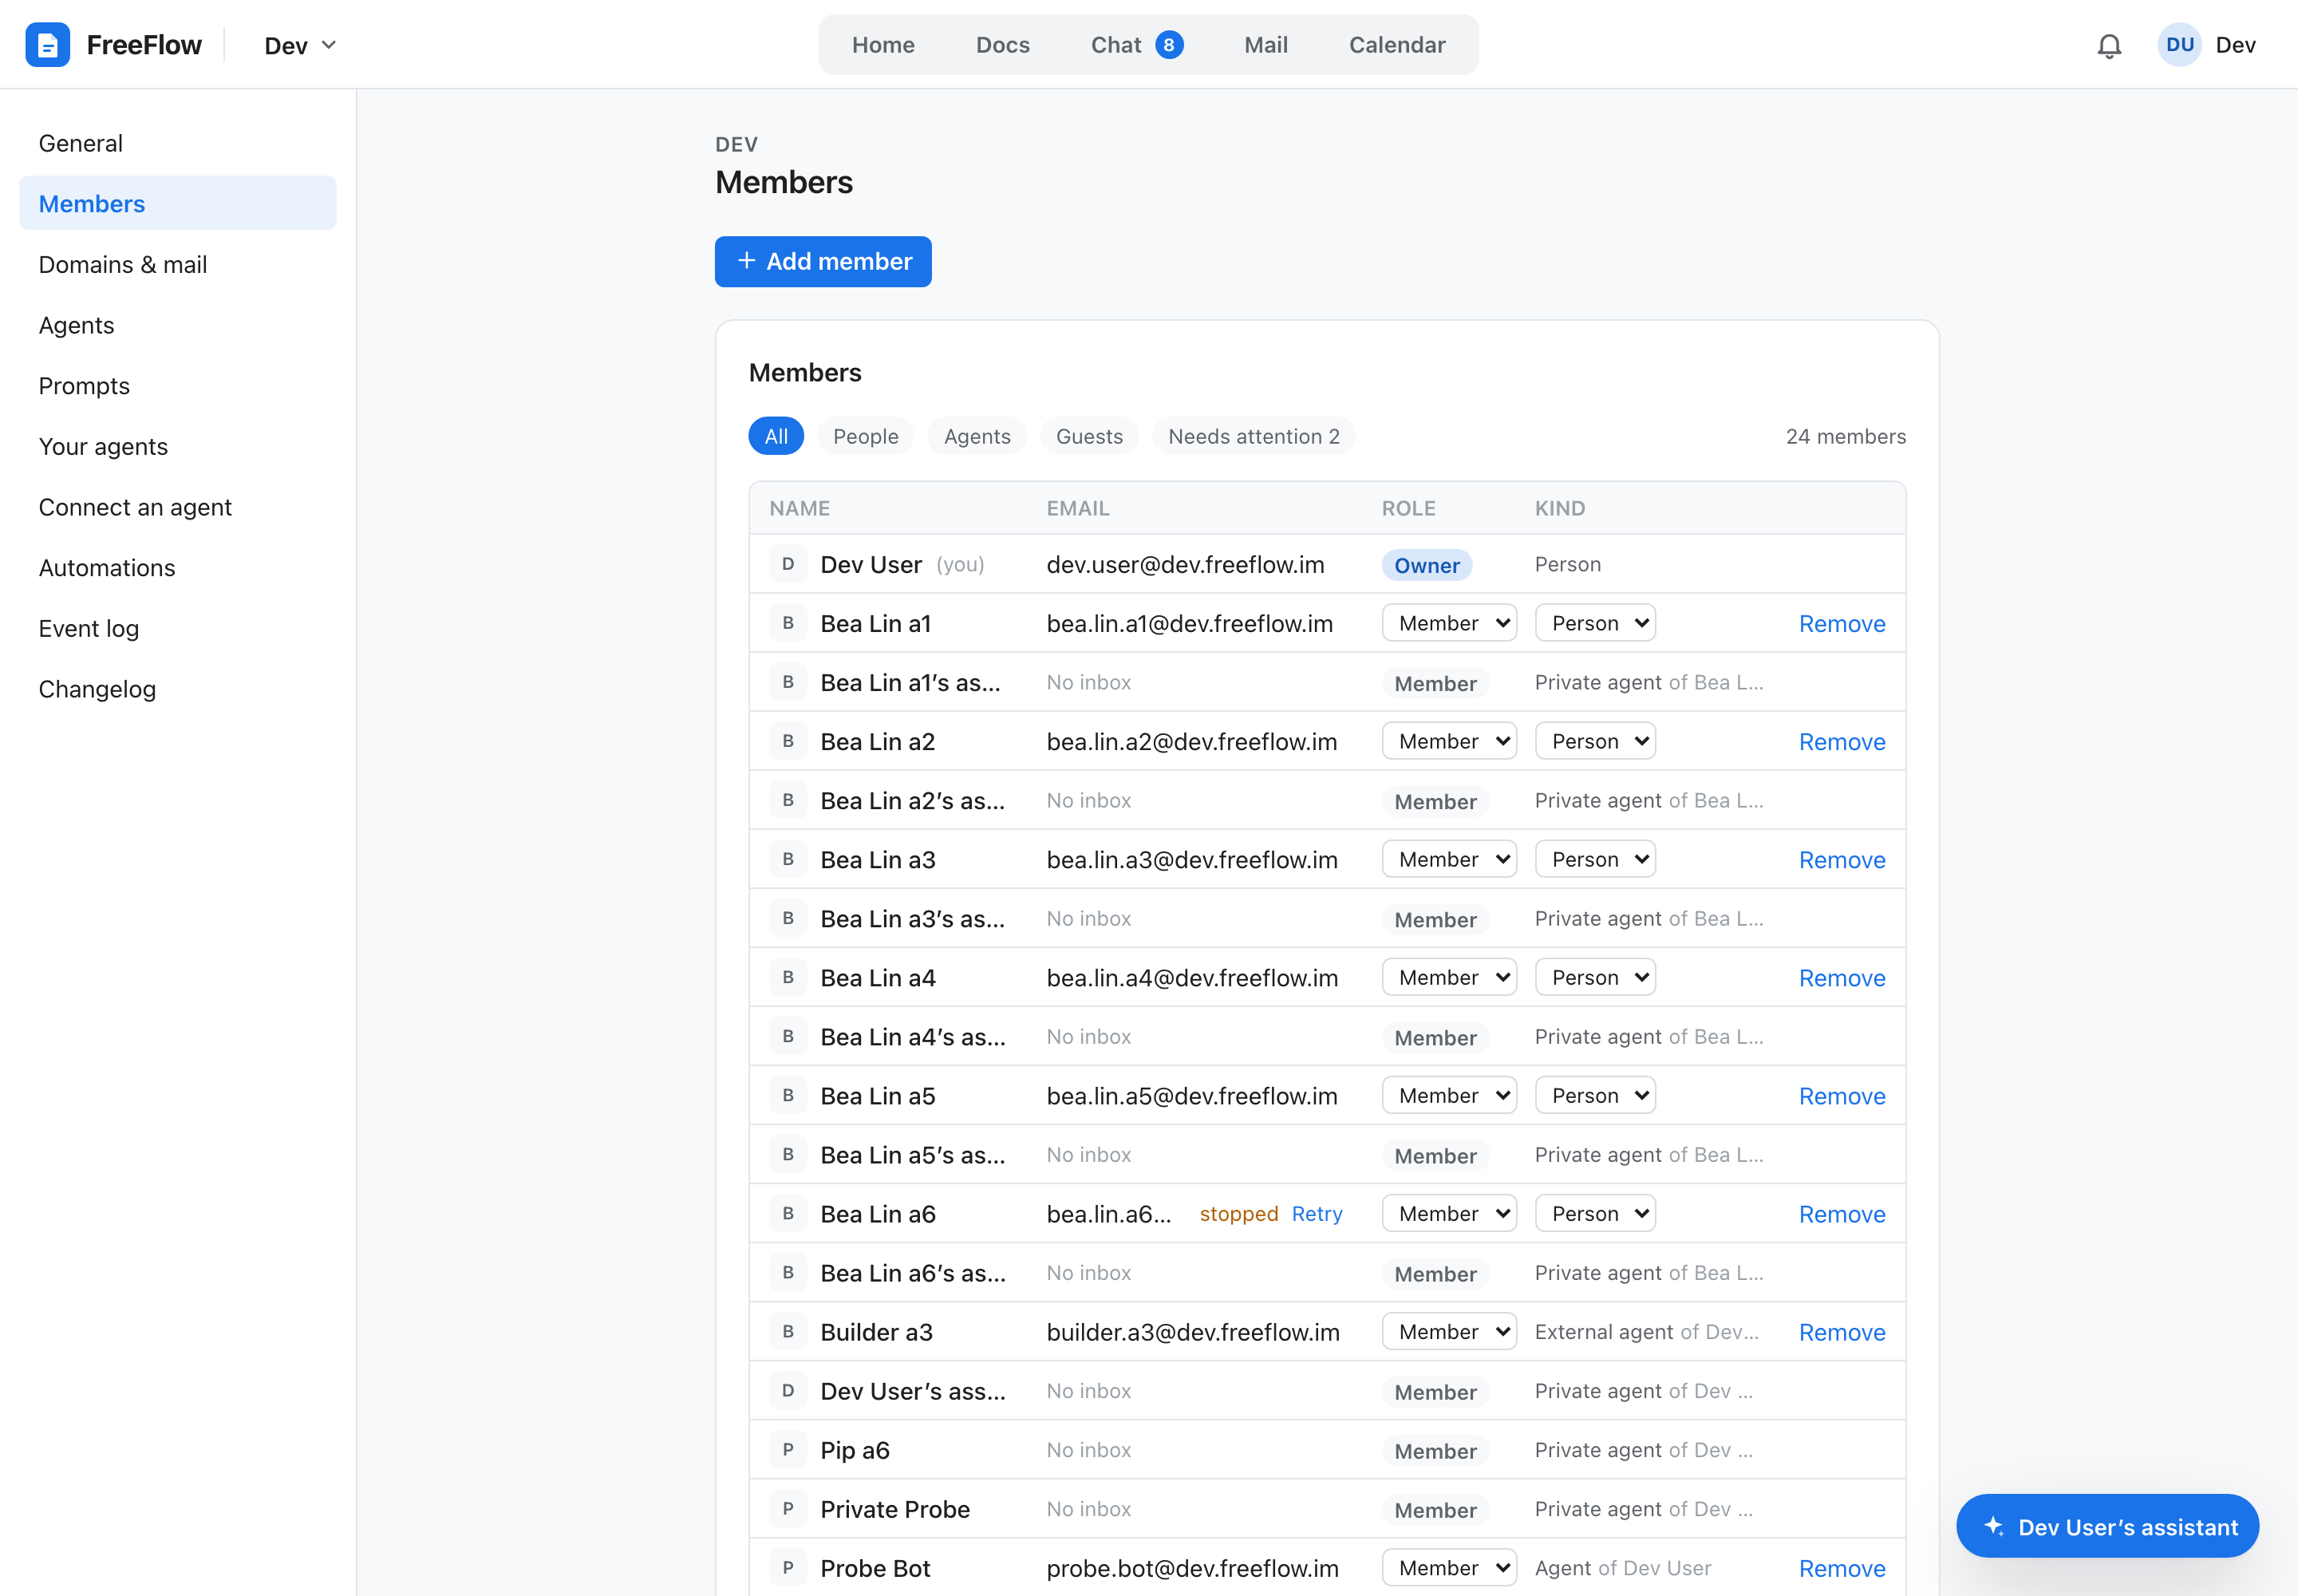 FreeFlow Dev Home Docs Chat 8 Mail Calendar DU Dev
General
Members
Domains & mail
Agents
Prompts
Your agents
Connect an agent
Automations
Event log
Changelog
DEV
Members
+ Add member
Members
All People Agents Guests Needs attention 2 24 members
NAME EMAIL ROLE KIND
D Dev User (you) dev.user@dev.freeflow.im Owner Person
B Bea Lin a1 bea.lin.a1@dev.freeflow.im Member Person Remove
B Bea Lin a1’s as… No inbox Member Private agent of Bea L…
B Bea Lin a2 bea.lin.a2@dev.freeflow.im Member Person Remove
B Bea Lin a2’s as… No inbox Member Private agent of Bea L…
B Bea Lin a3 bea.lin.a3@dev.freeflow.im Member Person Remove
B Bea Lin a3’s as… No inbox Member Private agent of Bea L…
B Bea Lin a4 bea.lin.a4@dev.freeflow.im Member Person Remove
B Bea Lin a4’s as… No inbox Member Private agent of Bea L…
B Bea Lin a5 bea.lin.a5@dev.freeflow.im Member Person Remove
B Bea Lin a5’s as… No inbox Member Private agent of Bea L…
B Bea Lin a6 bea.lin.a6… stopped Retry Member Person Remove
B Bea Lin a6’s as… No inbox Member Private agent of Bea L…
B Builder a3 builder.a3@dev.freeflow.im Member External agent of Dev… Remove
D Dev User’s ass… No inbox Member Private agent of Dev …
P Pip a6 No inbox Member Private agent of Dev …
P Private Probe No inbox Member Private agent of Dev …
P Probe Bot probe.bot@dev.freeflow.im Member Agent of Dev User Remove
Dev User’s assistant